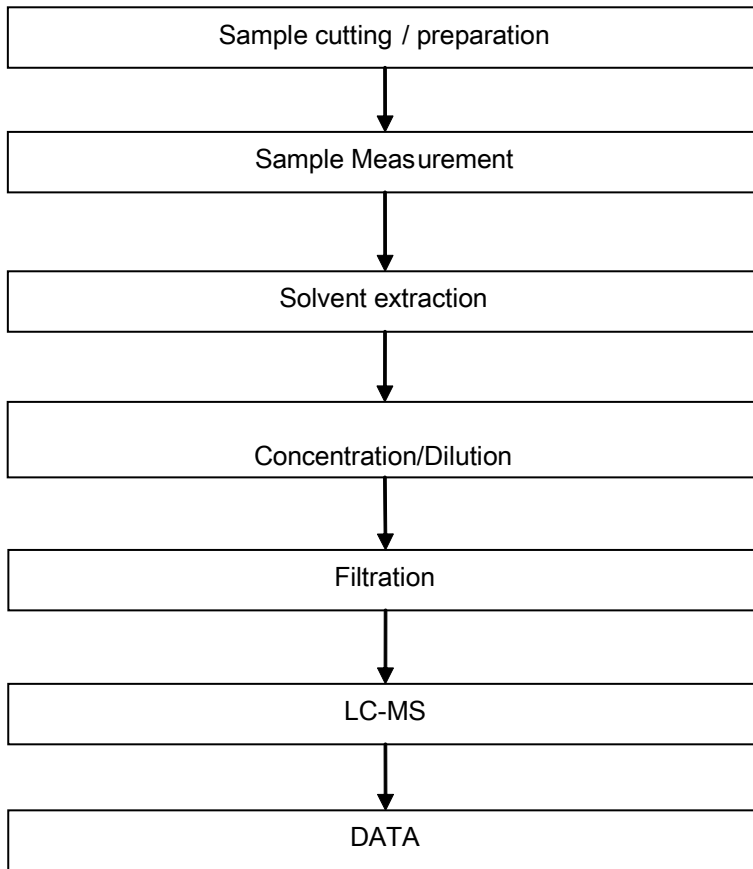 Sample cutting / preparation
Sample Measurement
Solvent extraction
Concentration/Dilution
Filtration
LC-MS
DATA